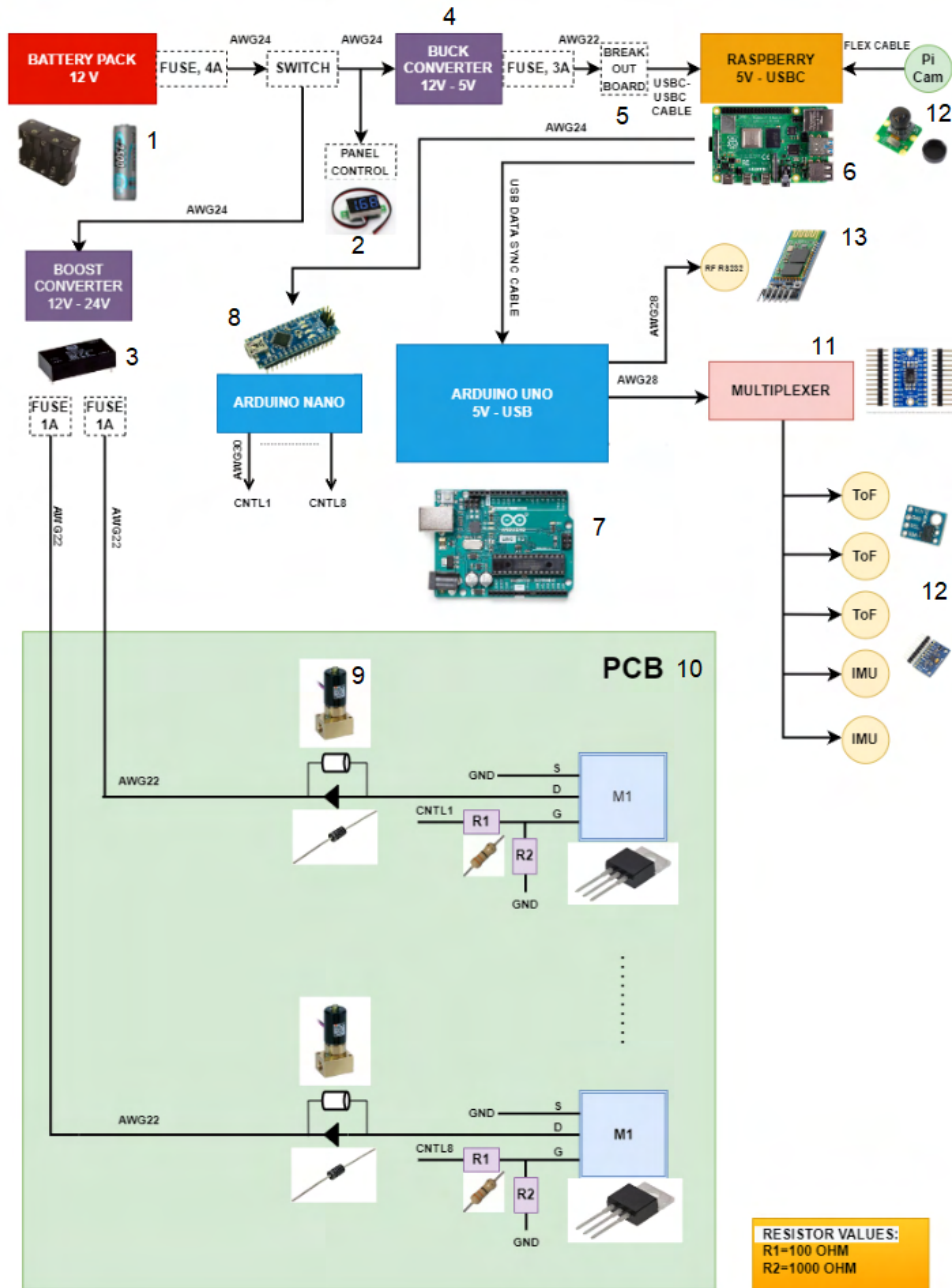 4
BATTERY PACK
12 V
FUSE, 4A
AWG24
SWITCH
AWG24
BUCK
CONVERTER
12V - 5V
FUSE, 3A
AWG22
BREAK
OUT
BOARD
USBC-
USBC
CABLE
RASPBERRY
5V - USBC
FLEX CABLE
Pi
Cam
1
PANEL
CONTROL
2
5
AWG24
6
12
AWG24
BOOST
CONVERTER
12V - 24V
3
USB DATA SYNC CABLE
RF RS232
13
AWG28
8
FUSE
1A
FUSE
1A
ARDUINO NANO
ARDUINO UNO
5V - USB
AWG28
MULTIPLEXER
11
AWG30
CNTL1
CNTL8
AWG22
AWG22
7
ToF
ToF
ToF
12
IMU
IMU
PCB 10
9
AWG22
GND
S
D
G
M1
CNTL1
R1
R2
GND
AWG22
GND
S
D
G
M1
CNTL8
R1
R2
GND
RESISTOR VALUES:
R1=100 OHM
R2=1000 OHM